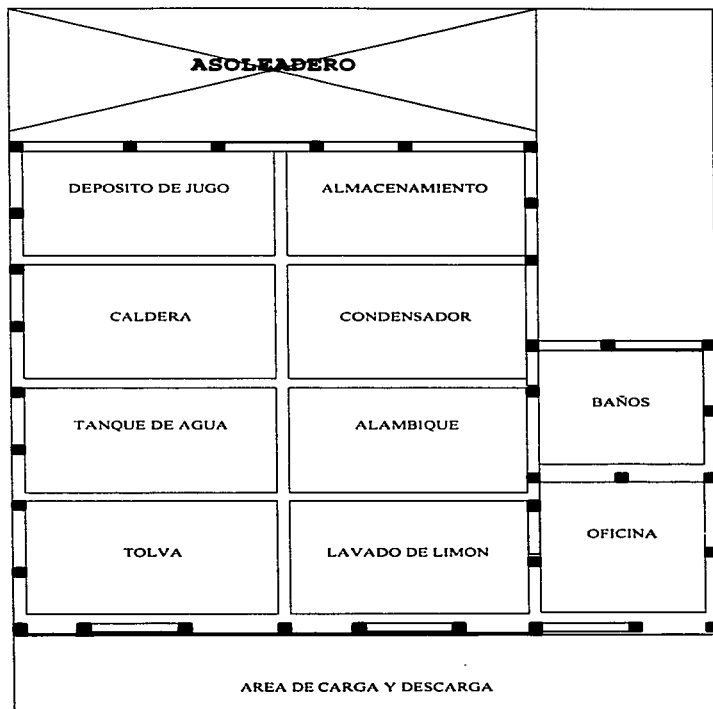 ASOLEADERO
DEPOSITO DE JUGO
ALMACENAMIENTO
CALDERA
CONDENSADOR
BAÑOS
TANQUE DE AGUA
ALAMBIQUE
OFICINA
TOLVA
LAVADO DE LIMON
AREA DE CARGA Y DESCARGA